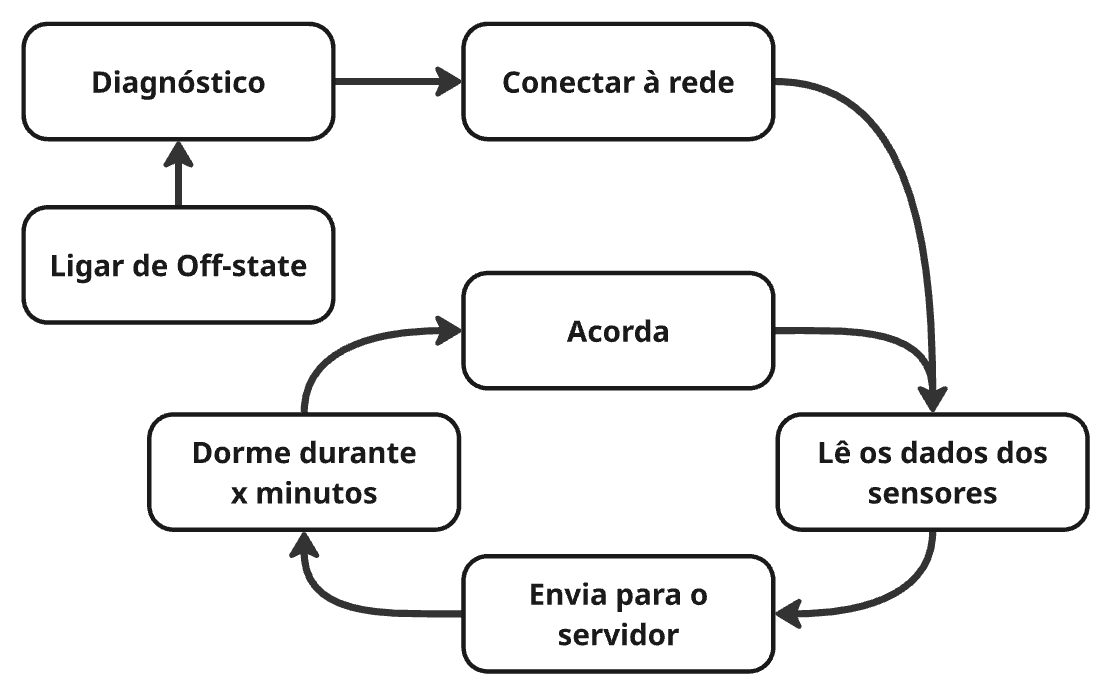 Diagnóstico
Conectar à rede
Ligar de Off-state
Acorda
Dorme durante
x minutos
Lê os dados dos
sensores
Envia para o
servidor